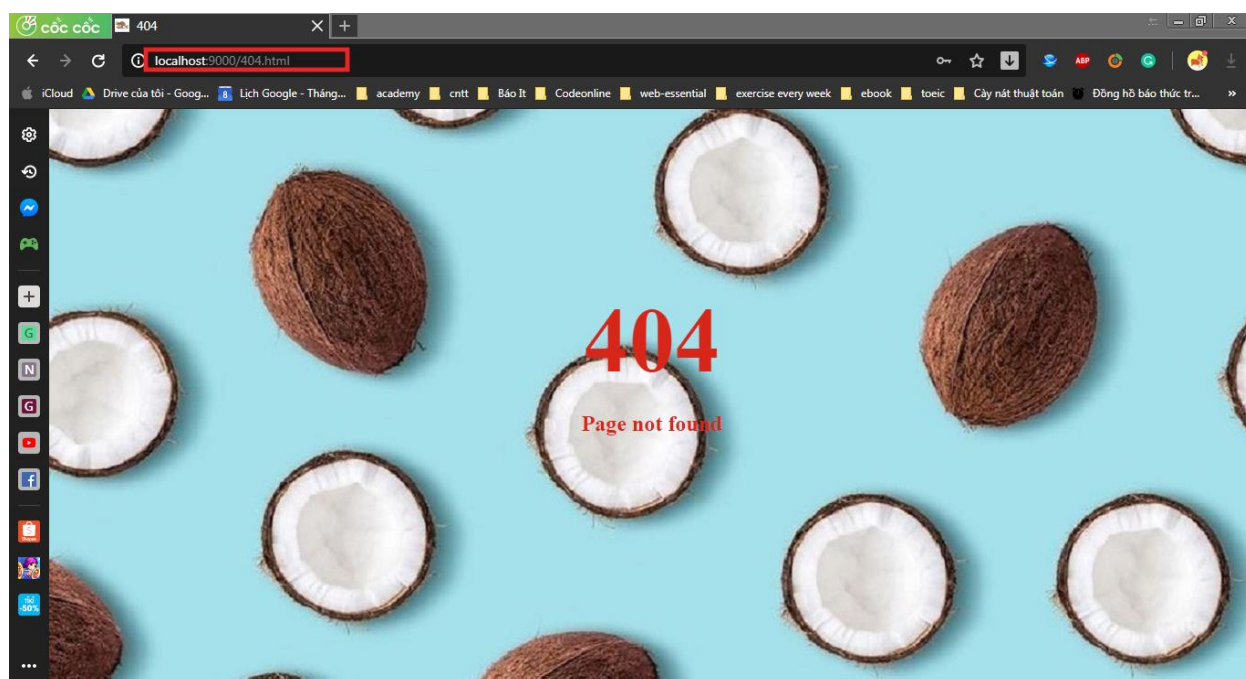 cốc cốc 404
localhost:9000/404.html
ABP G
iCloud Drive của tôi - Goog... 8 Lịch Google - Tháng... academy cntt Báo It Codeonline web-essential exercise every week ebook toeic Cày nát thuật toán Đồng hồ báo thức tr... »
G
N
G
404
Page not found
f
-50%